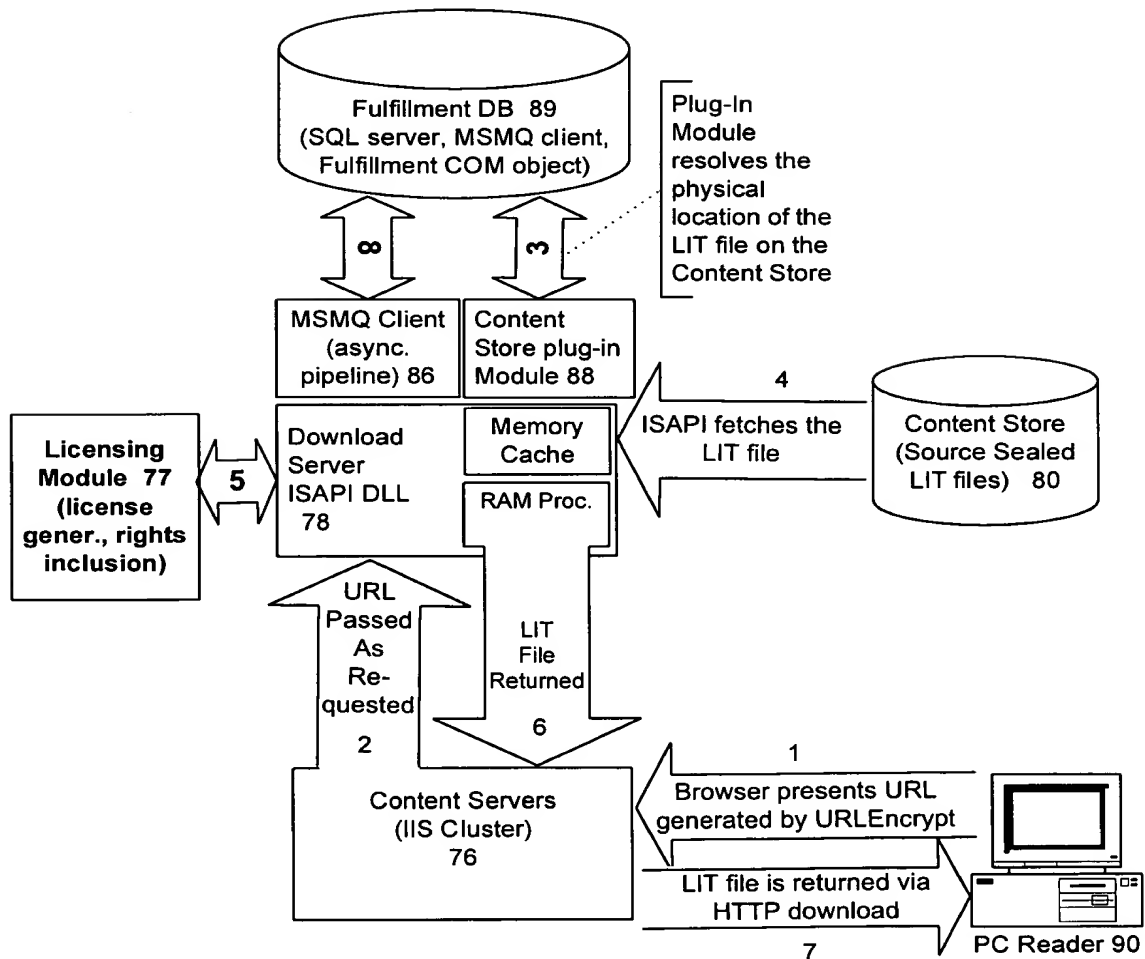 Fulfillment DB 89
(SQL server, MSMQ client,
Fulfillment COM object)
Plug-In
Module
resolves the
physical
location of the
LIT file on the
Content Store
8
3
MSMQ Client
(async.
pipeline) 86
Content
Store plug-in
Module 88
4
ISAPI fetches the
LIT file
Content Store
(Source Sealed
LIT files) 80
Licensing
Module 77
(license
gener., rights
inclusion)
5
Download
Server
ISAPI DLL
78
Memory
Cache
RAM Proc.
URL
Passed
As
Re-
quested
2
LIT
File
Returned
6
Content Servers
(IIS Cluster)
76
1
Browser presents URL
generated by URLEncrypt
LIT file is returned via
HTTP download
7
PC Reader 90